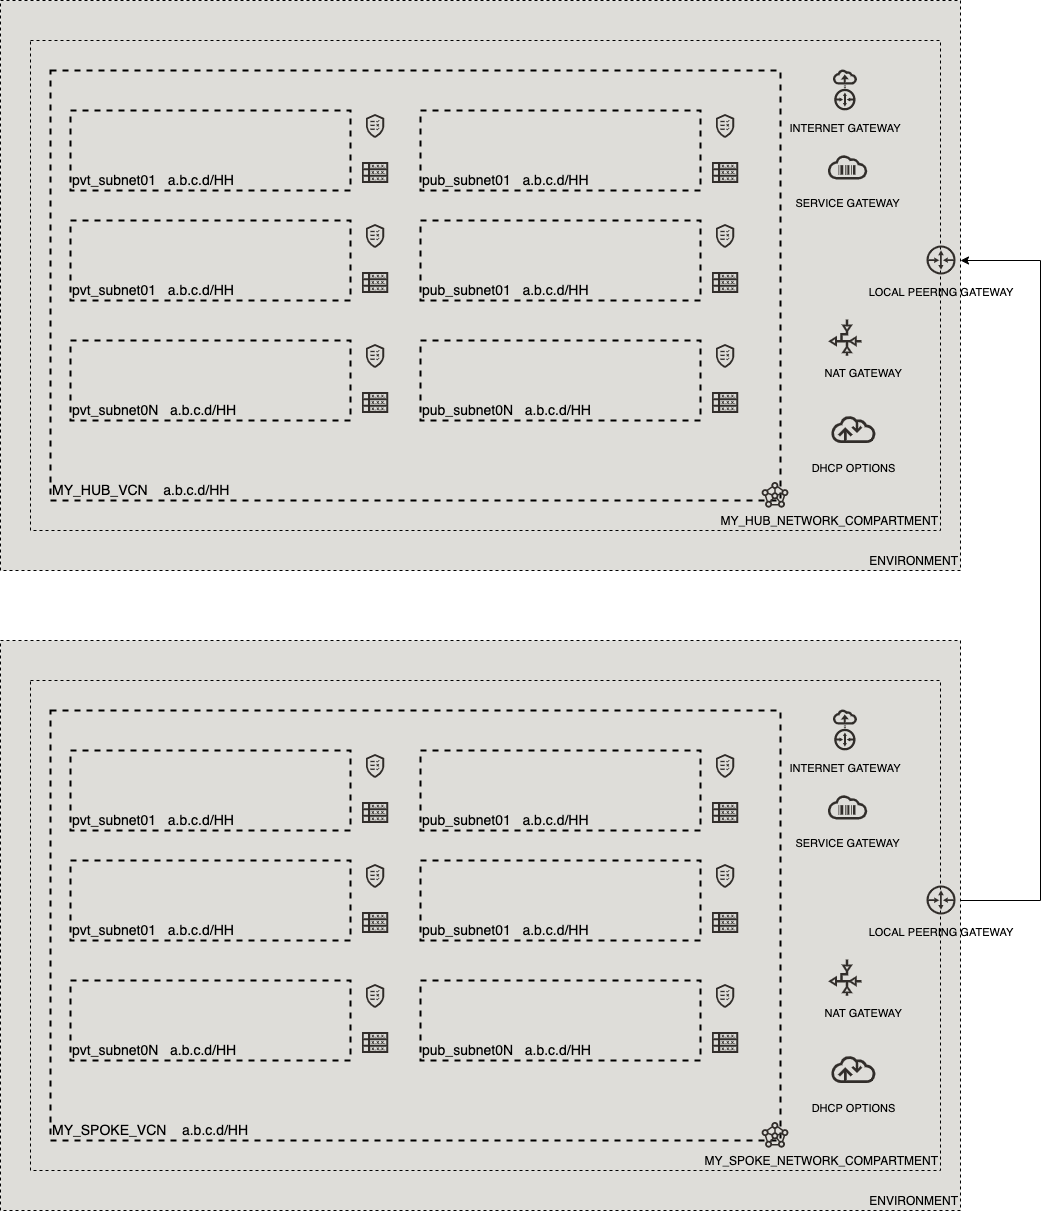 INTERNET GATEWAY
pvt_subnet01 a.b.c.d/HH
pub_subnet01 a.b.c.d/HH
SERVICE GATEWAY
pvt_subnet01 a.b.c.d/HH
pub_subnet01 a.b.c.d/HH
LOCAL PEERING GATEWAY
NAT GATEWAY
pvt_subnet0N a.b.c.d/HH
pub_subnet0N a.b.c.d/HH
DHCP OPTIONS
MY_HUB_VCN a.b.c.d/HH
MY_HUB_NETWORK_COMPARTMENT
ENVIRONMENT
INTERNET GATEWAY
pvt_subnet01 a.b.c.d/HH
pub_subnet01 a.b.c.d/HH
SERVICE GATEWAY
pvt_subnet01 a.b.c.d/HH
pub_subnet01 a.b.c.d/HH
LOCAL PEERING GATEWAY
NAT GATEWAY
pvt_subnet0N a.b.c.d/HH
pub_subnet0N a.b.c.d/HH
DHCP OPTIONS
MY_SPOKE_VCN a.b.c.d/HH
MY_SPOKE_NETWORK_COMPARTMENT
ENVIRONMENT